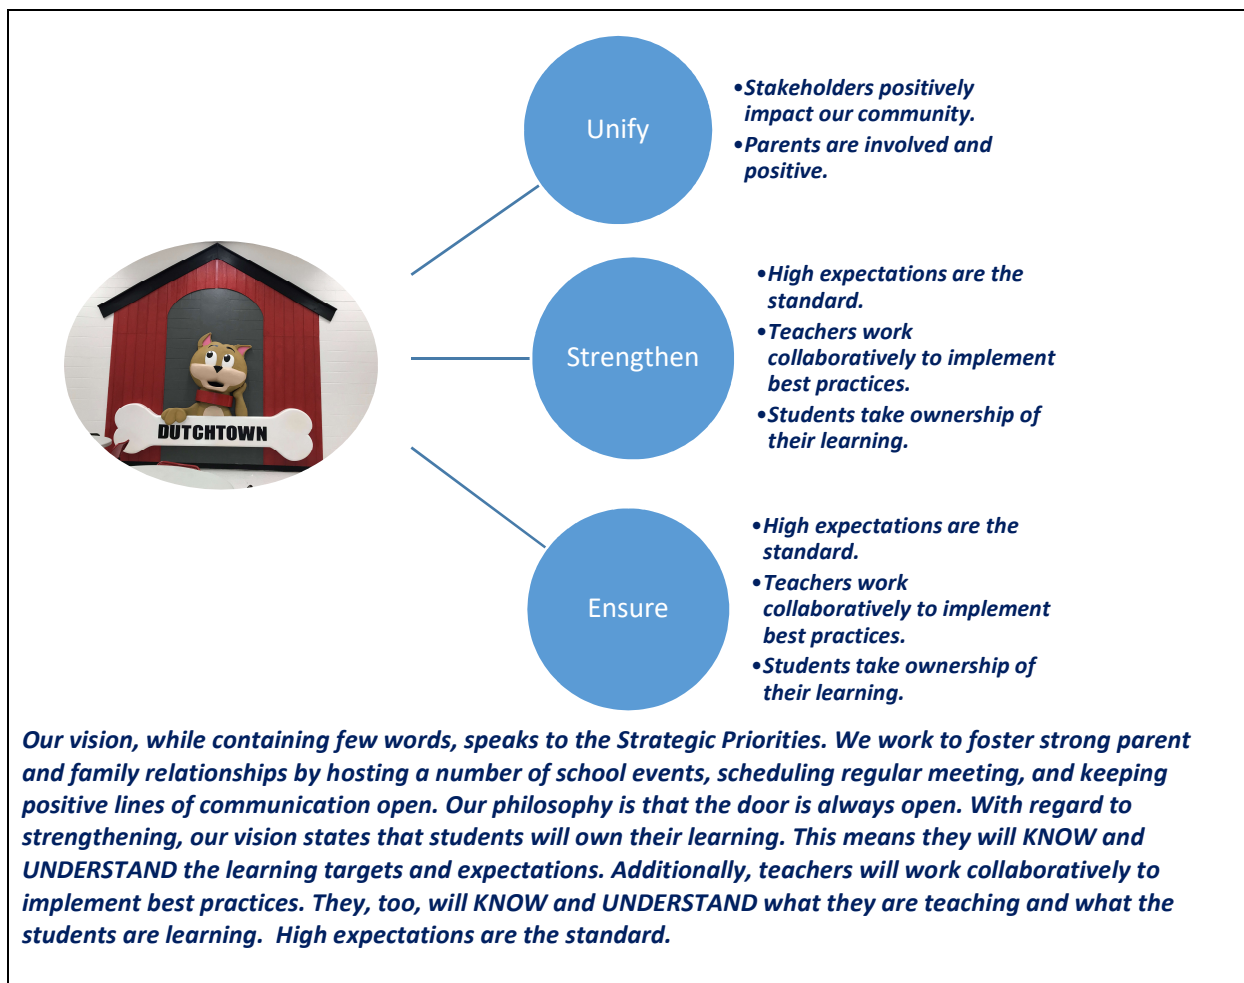 Unify
•Stakeholders positively
impact our community.
•Parents are involved and
positive.
DUTCHTOWN
Strengthen
•High expectations are the
standard.
•Teachers work
collaboratively to implement
best practices.
•Students take ownership of
their learning.
Ensure
•High expectations are the
standard.
•Teachers work
collaboratively to implement
best practices.
•Students take ownership of
their learning.
Our vision, while containing few words, speaks to the Strategic Priorities. We work to foster strong parent
and family relationships by hosting a number of school events, scheduling regular meeting, and keeping
positive lines of communication open. Our philosophy is that the door is always open. With regard to
strengthening, our vision states that students will own their learning. This means they will KNOW and
UNDERSTAND the learning targets and expectations. Additionally, teachers will work collaboratively to
implement best practices. They, too, will KNOW and UNDERSTAND what they are teaching and what the
students are learning.  High expectations are the standard.